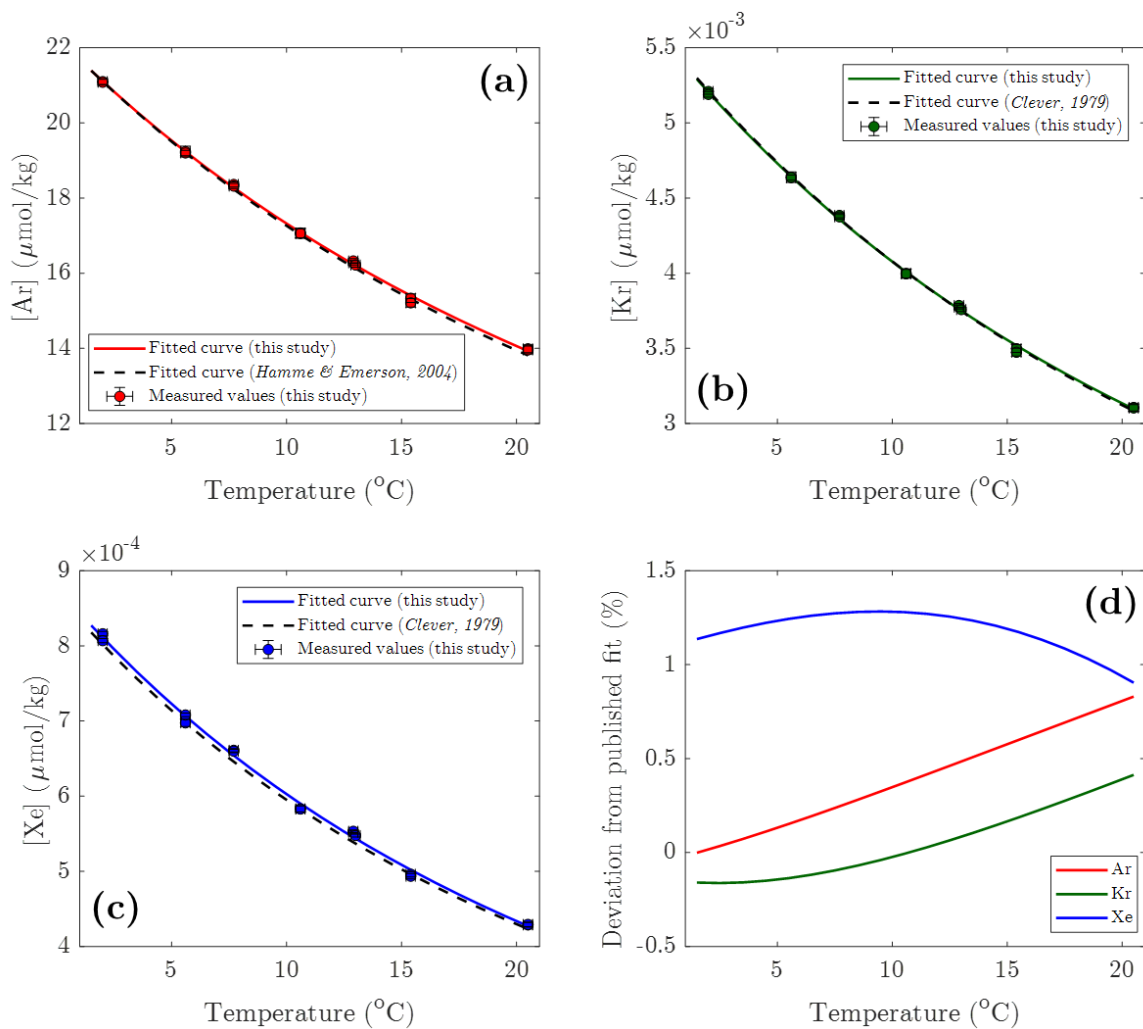 (a)
22
20
18
16
14
12
[Ar] (μmol/kg)
Fitted curve (this study)
Fitted curve (Hamme & Emerson, 2004)
Measured values (this study)
5
10
15
20
Temperature (°C)
×10⁻³
5.5
5
4.5
4
3.5
3
[Kr] (μmol/kg)
Fitted curve (this study)
Fitted curve (Clever, 1979)
Measured values (this study)
(b)
5
10
15
20
Temperature (°C)
×10⁻⁴
9
8
7
6
5
4
[Xe] (μmol/kg)
Fitted curve (this study)
Fitted curve (Clever, 1979)
Measured values (this study)
(c)
5
10
15
20
Temperature (°C)
1.5
1
0.5
0
-0.5
Deviation from published fit (%)
(d)
Ar
Kr
Xe
5
10
15
20
Temperature (°C)